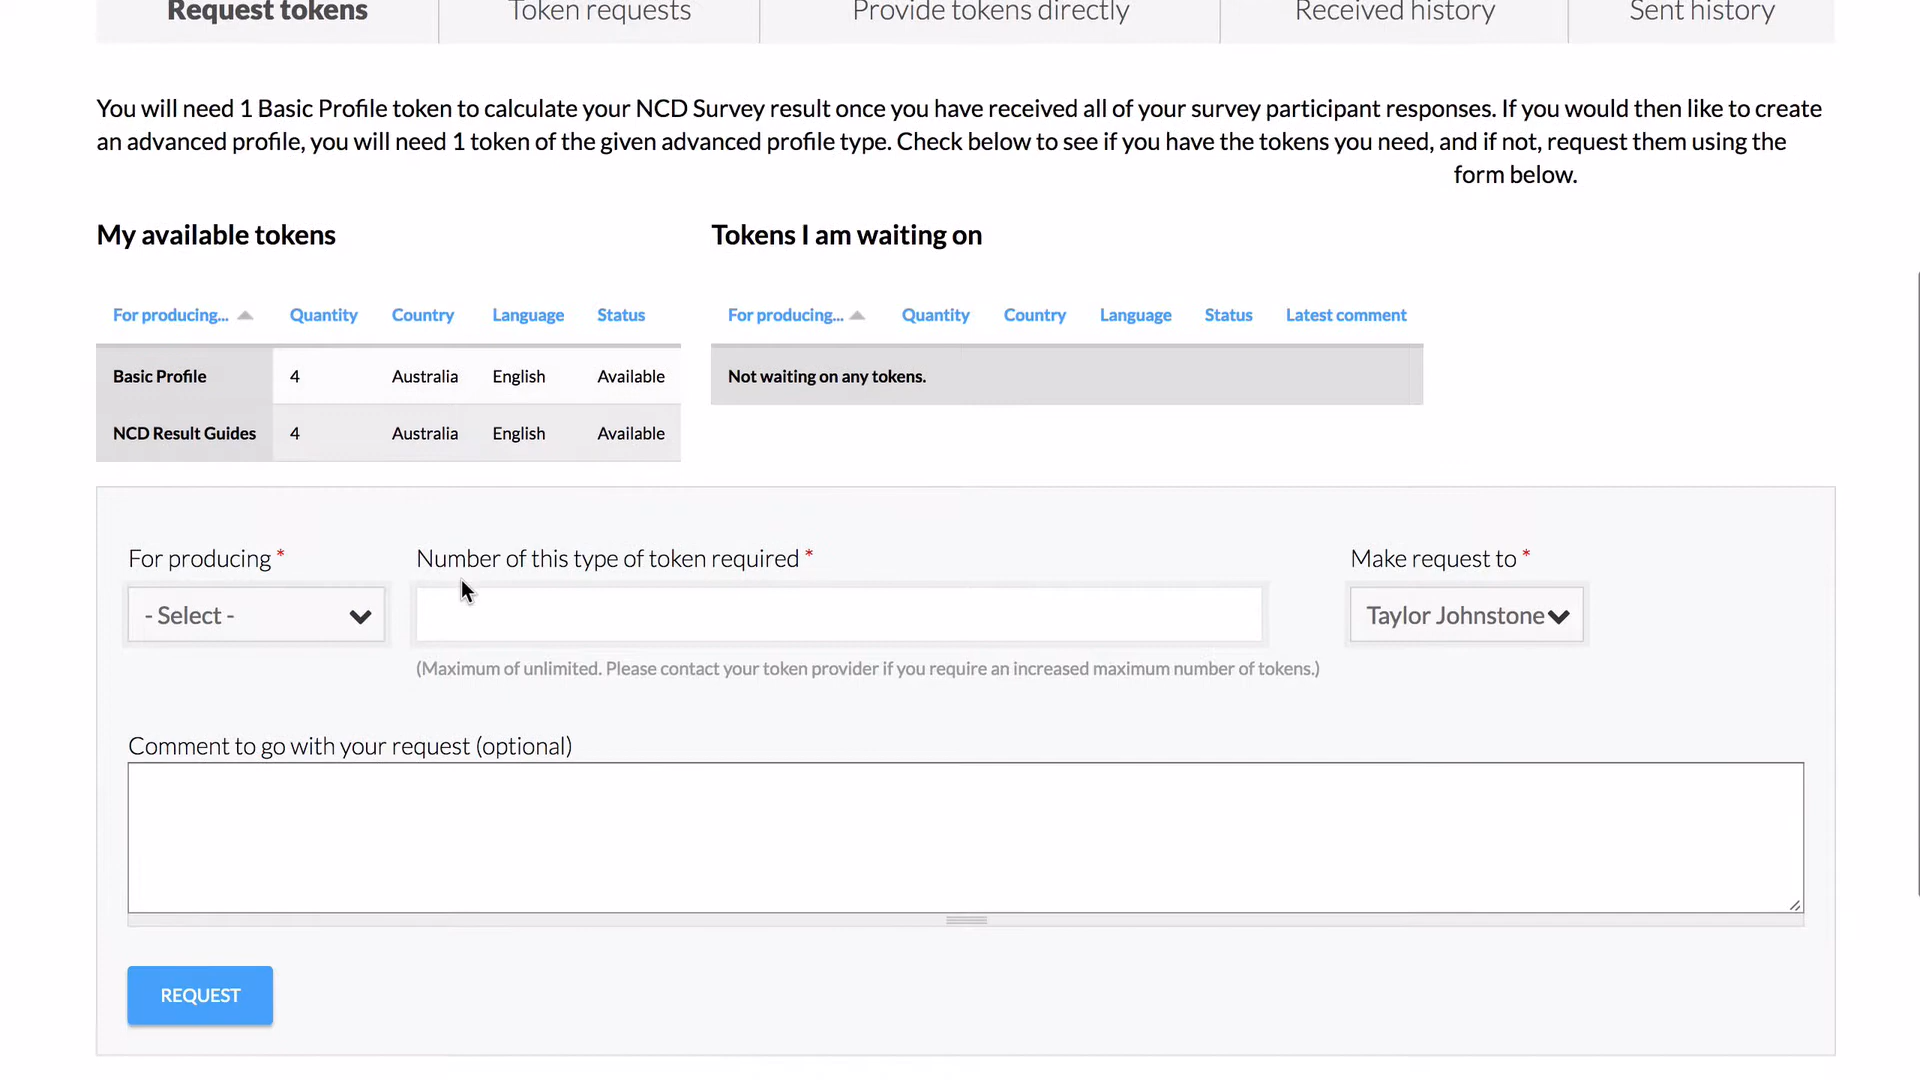 Request tokens Token requests Provide tokens directly Received history Sent history
You will need 1 Basic Profile token to calculate your NCD Survey result once you have received all of your survey participant responses. If you would then like to create
an advanced profile, you will need 1 token of the given advanced profile type. Check below to see if you have the tokens you need, and if not, request them using the
form below.
My available tokens
For producing... Quantity Country Language Status
Basic Profile 4 Australia English Available
NCD Result Guides 4 Australia English Available
Tokens I am waiting on
For producing... Quantity Country Language Status Latest comment
Not waiting on any tokens.
For producing * Number of this type of token required * Make request to *
- Select - Taylor Johnstone
(Maximum of unlimited. Please contact your token provider if you require an increased maximum number of tokens.)
Comment to go with your request (optional)
REQUEST